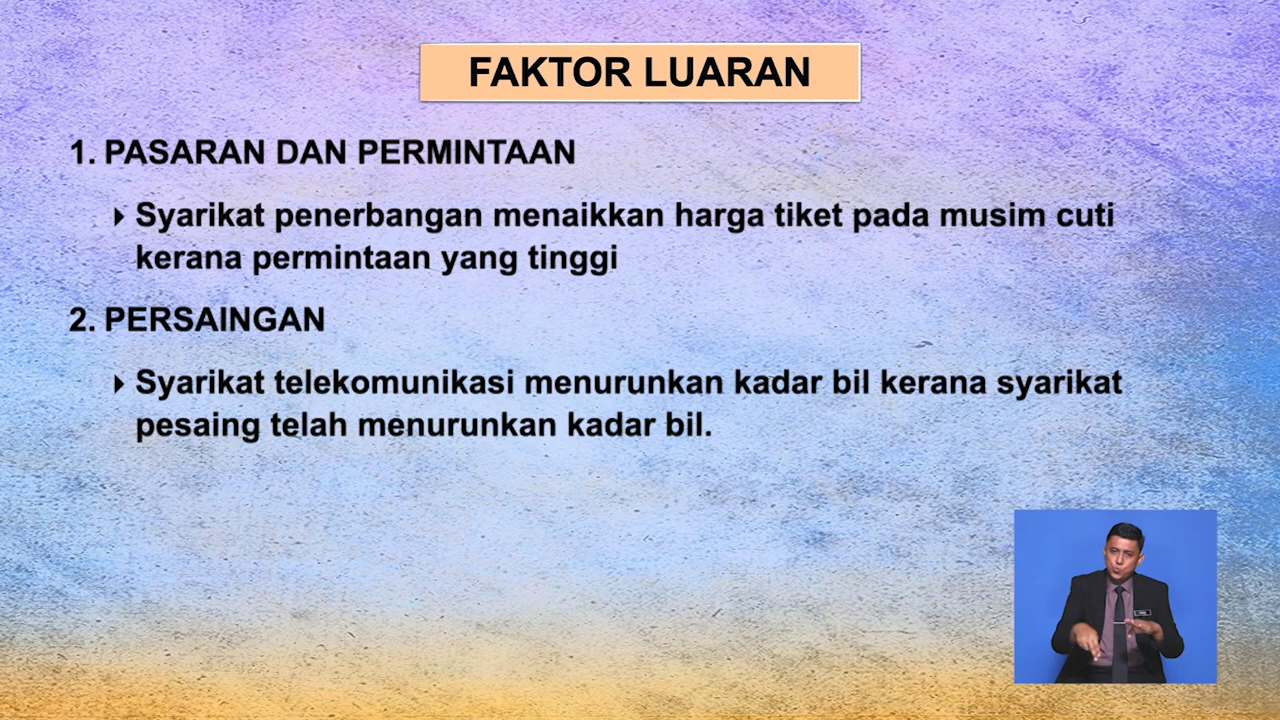 FAKTOR LUARAN
1. PASARAN DAN PERMINTAAN
Syarikat penerbangan menaikkan harga tiket pada musim cuti
kerana permintaan yang tinggi
2. PERSAINGAN
Syarikat telekomunikasi menurunkan kadar bil kerana syarikat
pesaing telah menurunkan kadar bil.